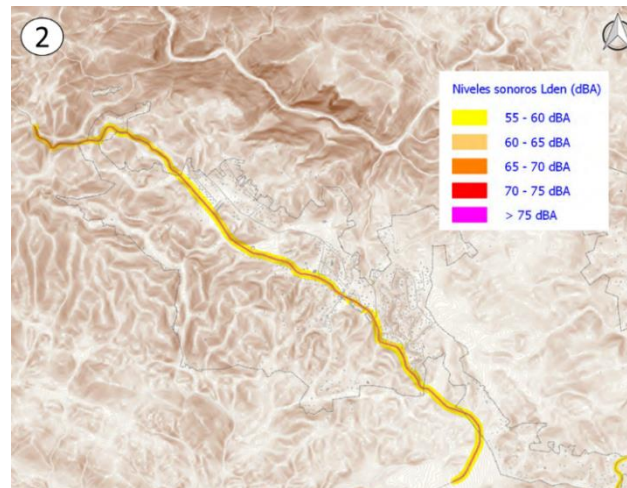 2
Niveles sonoros Lden (dBA)
55 - 60 dBA
60 - 65 dBA
65 - 70 dBA
70 - 75 dBA
> 75 dBA